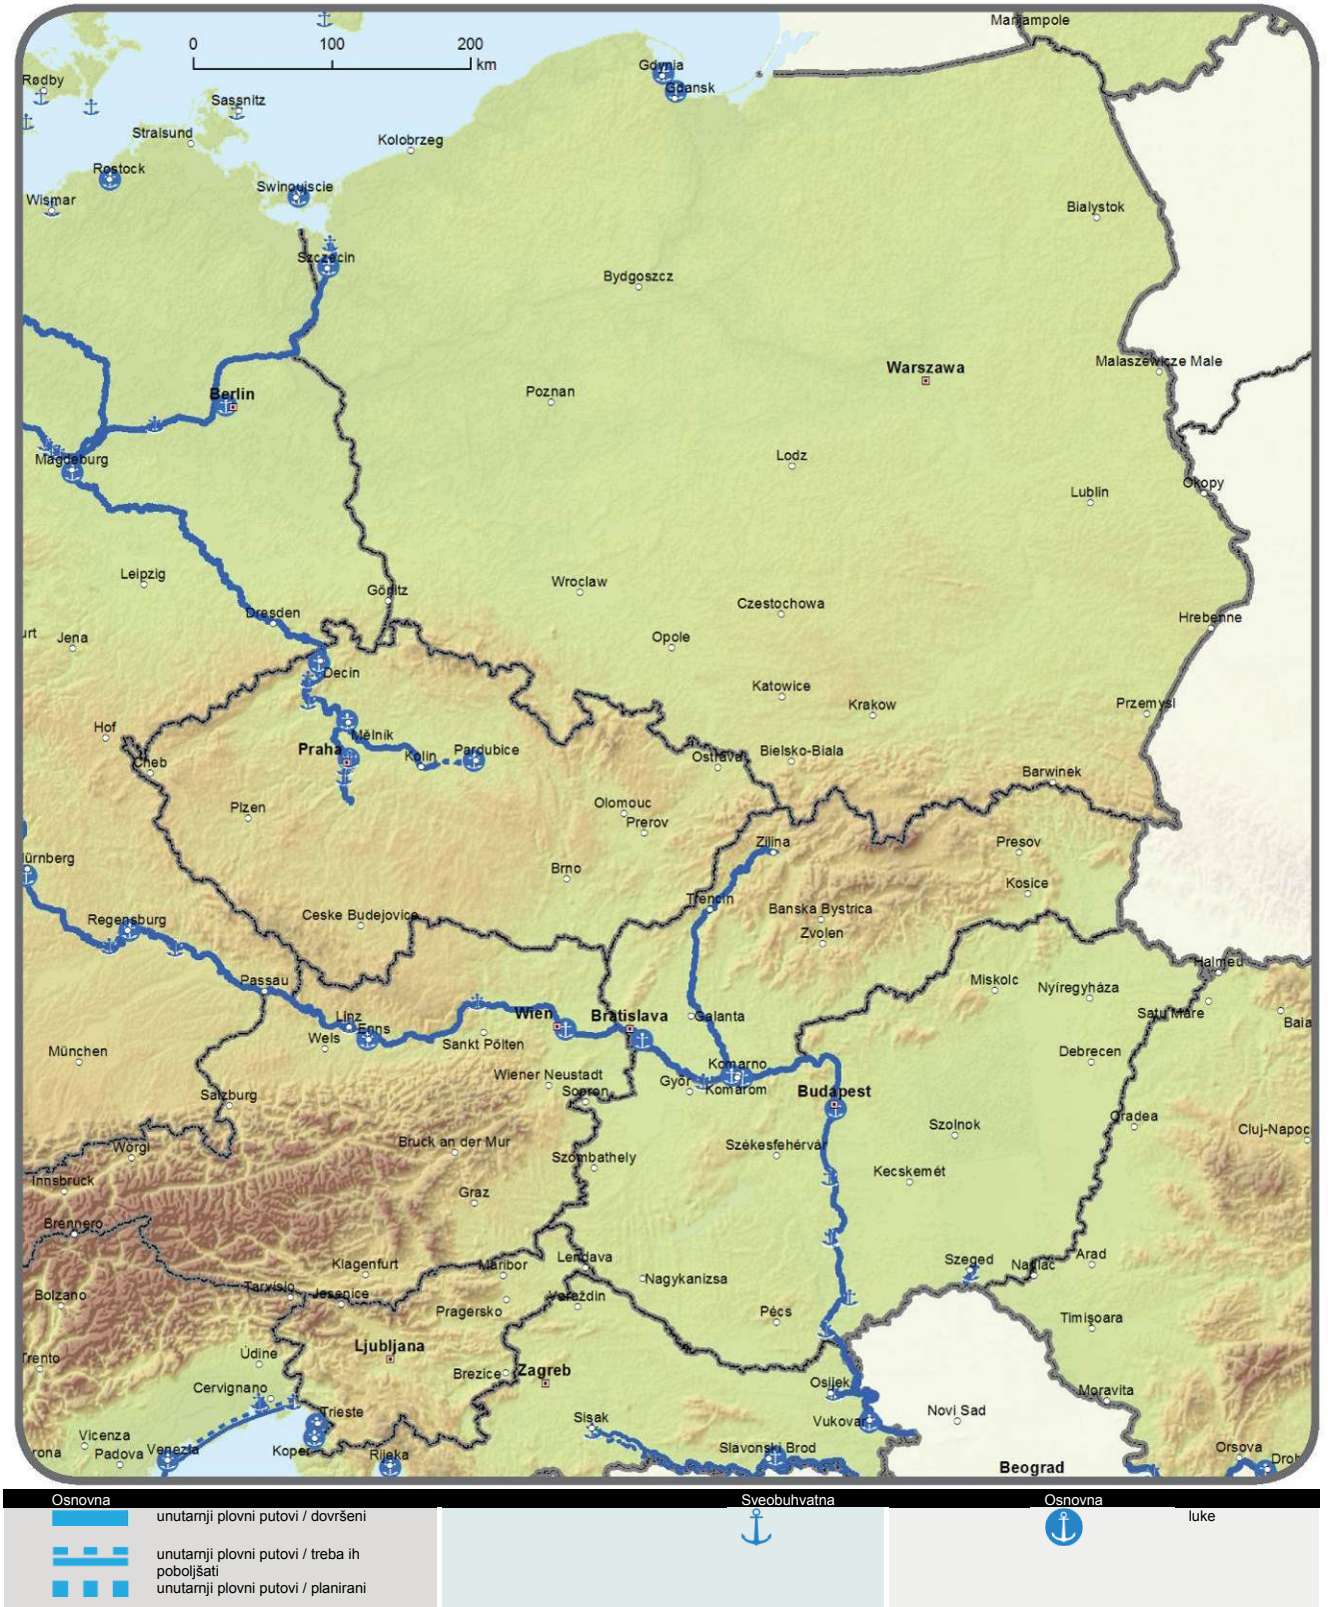 Marijampole
0 100 200
km
Rødby
Gdynia
Gdansk
Sassnitz
Stralsund
Kolobrzeg
Rostock
Swinoujscie
Wismar
Bialystok
Szczecin
Bydgoszcz
Malaszewicze Male
Warszawa
Berlin
Poznan
Magdeburg
Lodz
Okopy
Lublin
Leipzig
Wroclaw
Görlitz
Czestochowa
Dresden
Hrebenne
urt
Jena
Opole
Decin
Katowice
Krakow
Przemysl
Hof
Mělník
Praha
Kolin
Pardubice
Ostrava
Bielsko-Biala
Cheb
Barwinek
Plzen
Olomouc
Prerov
Zilina
Presov
ürnberg
Brno
Kosice
Trencin
Regensburg
Ceske Budejovice
Banska Bystrica
Zvolen
Halmeu
Passau
Miskolc
Nyíregyháza
Linz
Wien
Bratislava
Galanta
Satu Mare
Baia
Enns
Wels
Sankt Pölten
München
Debrecen
Komarno
Wiener Neustadt
Győr
Komárom
Budapest
Salzburg
Sopron
Oradea
Szolnok
Cluj-Napoc
Wörgl
Bruck an der Mur
Székesfehérvár
Szombathely
Kecskemét
Innsbruck
Graz
Brennero
Lendava
Arad
Klagenfurt
Maribor
Szeged
Nadlac
Tarvisio
Jesenice
Nagykanizsa
Bolzano
Varaždin
Pragersko
Pécs
Timişoara
Ljubljana
Trento
Údine
Brezice
Zagreb
Osijek
Cervignano
Moravita
Trieste
Sisak
Vukovar
Novi Sad
Vicenza
rona
Padova
Venezia
Koper
Rijeka
Slavonski Brod
Orsova
Drob
Beograd
Osnovna Sveobuhvatna Osnovna
unutarnji plovni putovi / dovršeni luke
unutarnji plovni putovi / treba ih
poboljšati
unutarnji plovni putovi / planirani